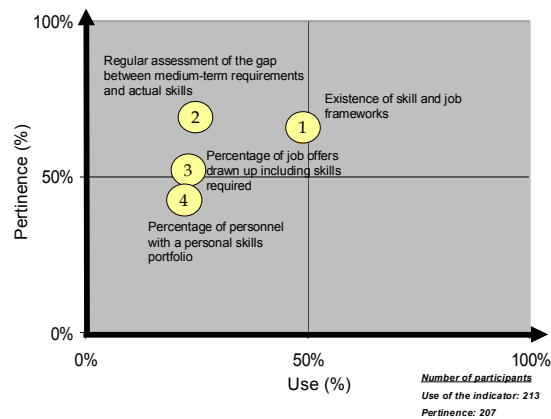 100%
Regular assessment of the gap
between medium-term requirements
and actual skills
2
1
Existence of skill and job
frameworks
Pertinence (%)
50%
3
Percentage of job offers
drawn up including skills
required
4
Percentage of personnel
with a personal skills
portfolio
0%
0%
50%
100%
Use (%)
Number of participants
Use of the indicator: 213
Pertinence: 207